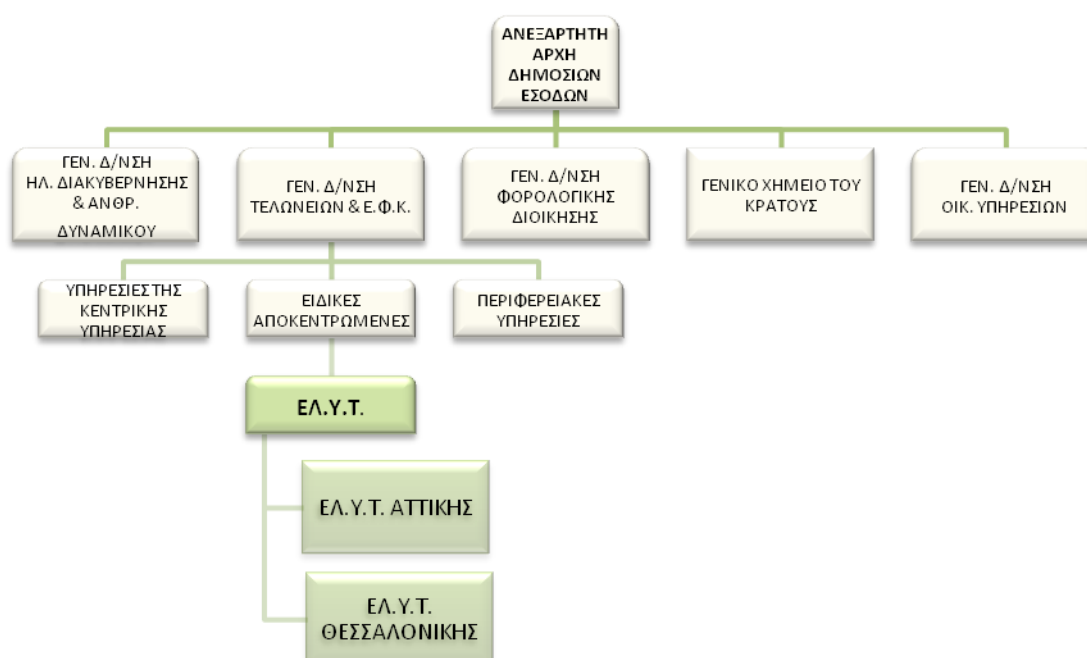 ΑΝΕΞΑΡΤΗΤΗ
ΑΡΧΗ
ΔΗΜΟΣΙΩΝ
ΕΣΟΔΩΝ
ΓΕΝ. Δ/ΝΣΗ
ΗΛ. ΔΙΑΚΥΒΕΡΝΗΣΗΣ
& ΑΝΘΡ.
ΔΥΝΑΜΙΚΟΥ
ΓΕΝ. Δ/ΝΣΗ
ΤΕΛΩΝΕΙΩΝ & Ε.Φ.Κ.
ΓΕΝ. Δ/ΝΣΗ
ΦΟΡΟΛΟΓΙΚΗΣ
ΔΙΟΙΚΗΣΗΣ
ΓΕΝΙΚΟ ΧΗΜΕΙΟ ΤΟΥ
ΚΡΑΤΟΥΣ
ΓΕΝ. Δ/ΝΣΗ
ΟΙΚ. ΥΠΗΡΕΣΙΩΝ
ΥΠΗΡΕΣΙΕΣ ΤΗΣ
ΚΕΝΤΡΙΚΗΣ
ΥΠΗΡΕΣΙΑΣ
ΕΙΔΙΚΕΣ
ΑΠΟΚΕΝΤΡΩΜΕΝΕΣ
ΠΕΡΙΦΕΡΕΙΑΚΕΣ
ΥΠΗΡΕΣΙΕΣ
ΕΛ.Υ.Τ.
ΕΛ.Υ.Τ. ΑΤΤΙΚΗΣ
ΕΛ.Υ.Τ.
ΘΕΣΣΑΛΟΝΙΚΗΣ